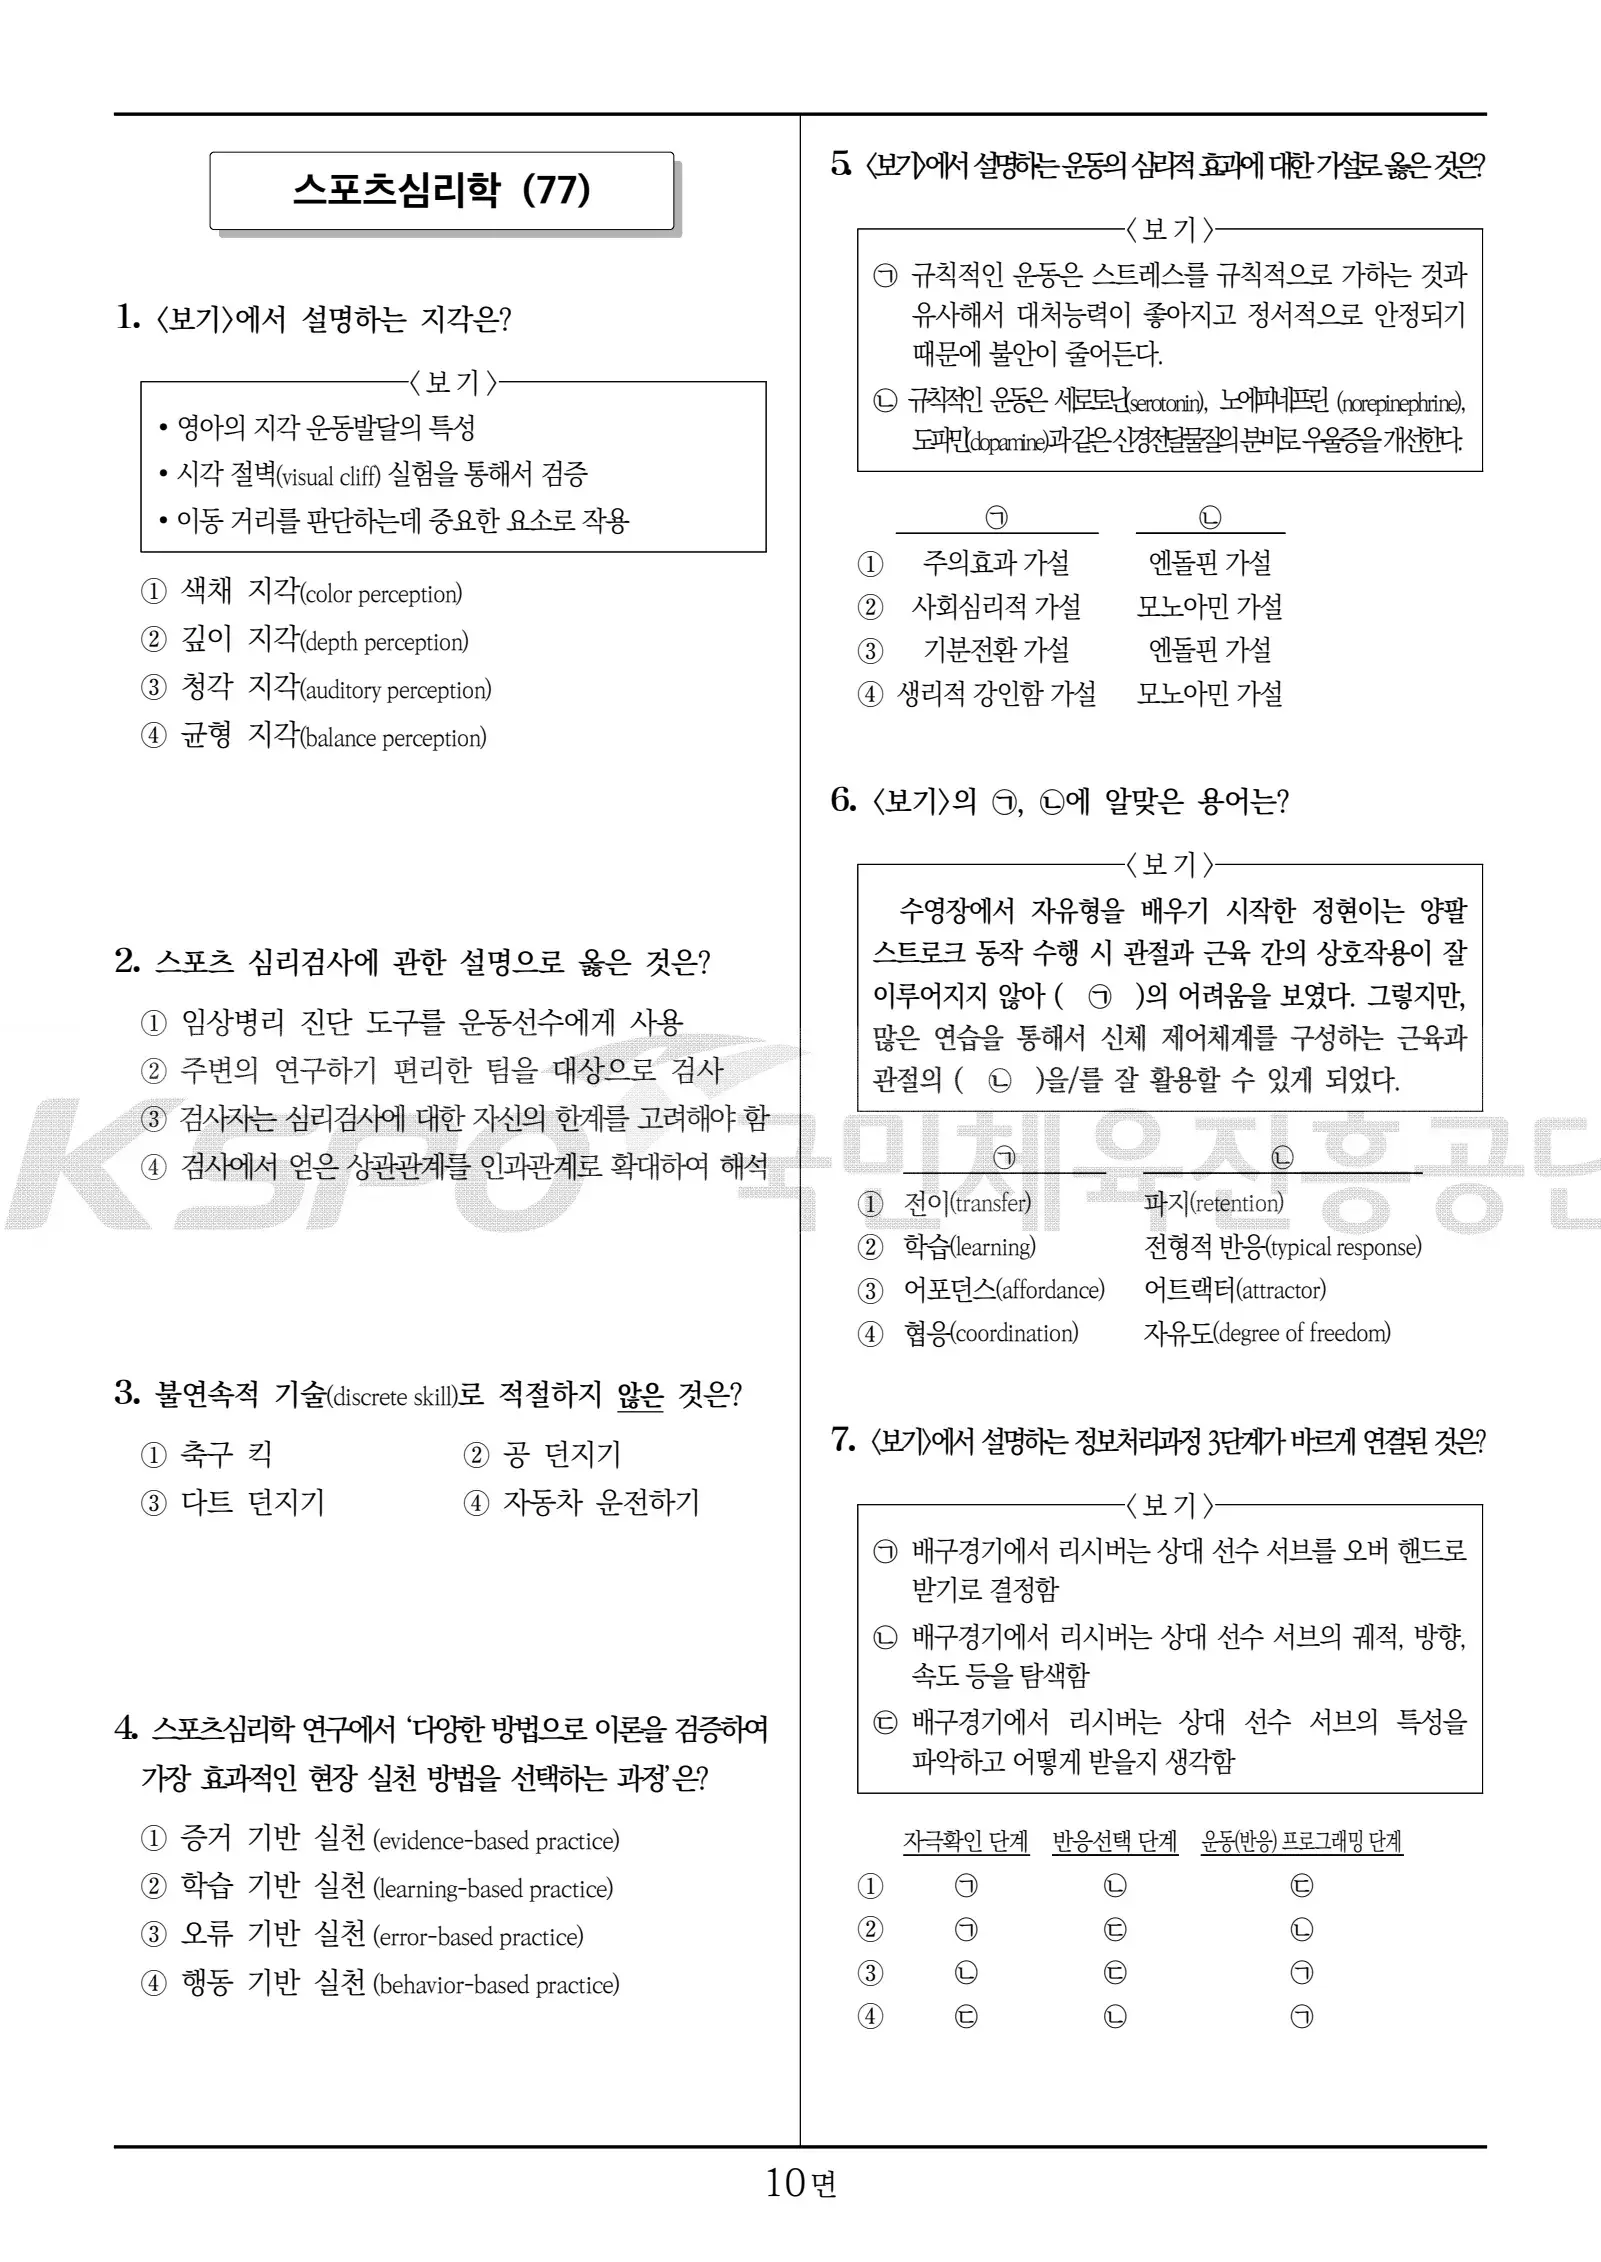 스포츠심리학 (77)
1. 〈보기〉에서 설명하는 지각은?
〈보 기〉
• 영아의 지각 운동발달의 특성
• 시각 절벽(visual cliff) 실험을 통해서 검증
• 이동 거리를 판단하는데 중요한 요소로 작용
① 색채 지각(color perception)
② 깊이 지각(depth perception)
③ 청각 지각(auditory perception)
④ 균형 지각(balance perception)
2. 스포츠 심리검사에 관한 설명으로 옳은 것은?
① 임상병리 진단 도구를 운동선수에게 사용
② 주변의 연구하기 편리한 팀을 대상으로 검사
③ 검사자는 심리검사에 대한 자신의 한계를 고려해야 함
④ 검사에서 얻은 상관관계를 인과관계로 확대하여 해석
3. 불연속적 기술(discrete skill)로 적절하지 않은 것은?
① 축구 킥 ② 공 던지기
③ 다트 던지기 ④ 자동차 운전하기
4. 스포츠심리학 연구에서 ‘다양한 방법으로 이론을 검증하여
가장 효과적인 현장 실천 방법을 선택하는 과정’은?
① 증거 기반 실천 (evidence-based practice)
② 학습 기반 실천 (learning-based practice)
③ 오류 기반 실천 (error-based practice)
④ 행동 기반 실천 (behavior-based practice)
5. 〈보기〉에서 설명하는 운동의 심리적 효과에 대한 가설로 옳은 것은?
〈보 기〉
㉠ 규칙적인 운동은 스트레스를 규칙적으로 가하는 것과
유사해서 대처능력이 좋아지고 정서적으로 안정되기
때문에 불안이 줄어든다.
㉡ 규칙적인 운동은 세로토닌(serotonin), 노에피네프린 (norepinephrine),
도파민(dopamine)과 같은 신경전달물질의 분비로 우울증을 개선한다.
㉠ ㉡
① 주의효과 가설 엔돌핀 가설
② 사회심리적 가설 모노아민 가설
③ 기분전환 가설 엔돌핀 가설
④ 생리적 강인함 가설 모노아민 가설
6. 〈보기〉의 ㉠, ㉡에 알맞은 용어는?
〈보 기〉
수영장에서 자유형을 배우기 시작한 정현이는 양팔
스트로크 동작 수행 시 관절과 근육 간의 상호작용이 잘
이루어지지 않아 ( ㉠ )의 어려움을 보였다. 그렇지만,
많은 연습을 통해서 신체 제어체계를 구성하는 근육과
관절의 ( ㉡ )을/를 잘 활용할 수 있게 되었다.
㉠ ㉡
① 전이(transfer) 파지(retention)
② 학습(learning) 전형적 반응(typical response)
③ 어포던스(affordance) 어트랙터(attractor)
④ 협응(coordination) 자유도(degree of freedom)
7. 〈보기〉에서 설명하는 정보처리과정 3단계가 바르게 연결된 것은?
〈보 기〉
㉠ 배구경기에서 리시버는 상대 선수 서브를 오버 핸드로
받기로 결정함
㉡ 배구경기에서 리시버는 상대 선수 서브의 궤적, 방향,
속도 등을 탐색함
㉢ 배구경기에서 리시버는 상대 선수 서브의 특성을
파악하고 어떻게 받을지 생각함
자극확인 단계 반응선택 단계 운동(반응) 프로그래밍 단계
① ㉠ ㉡ ㉢
② ㉠ ㉢ ㉡
③ ㉡ ㉢ ㉠
④ ㉢ ㉡ ㉠
KSPO 국민체육진흥공단
10면